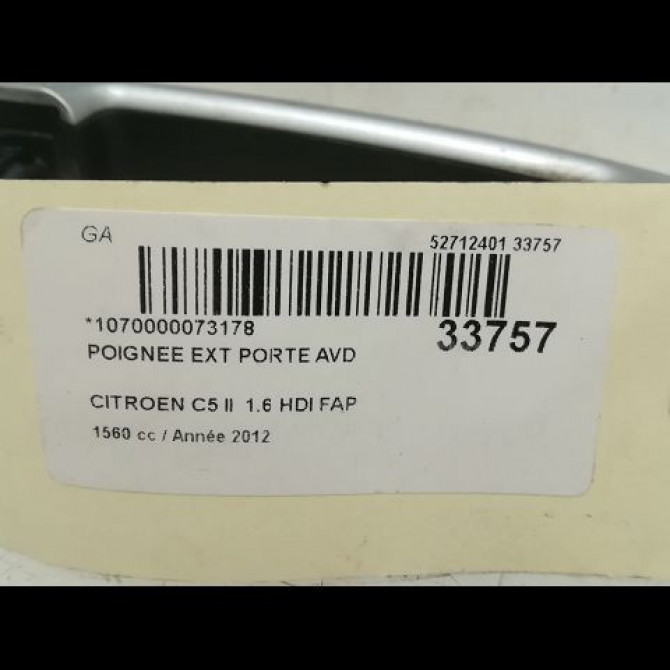 GA
52712401 33757
*1070000073178
33757
POIGNEE EXT PORTE AVD
CITROEN C5 II 1.6 HDI FAP
1560 cc / Année 2012